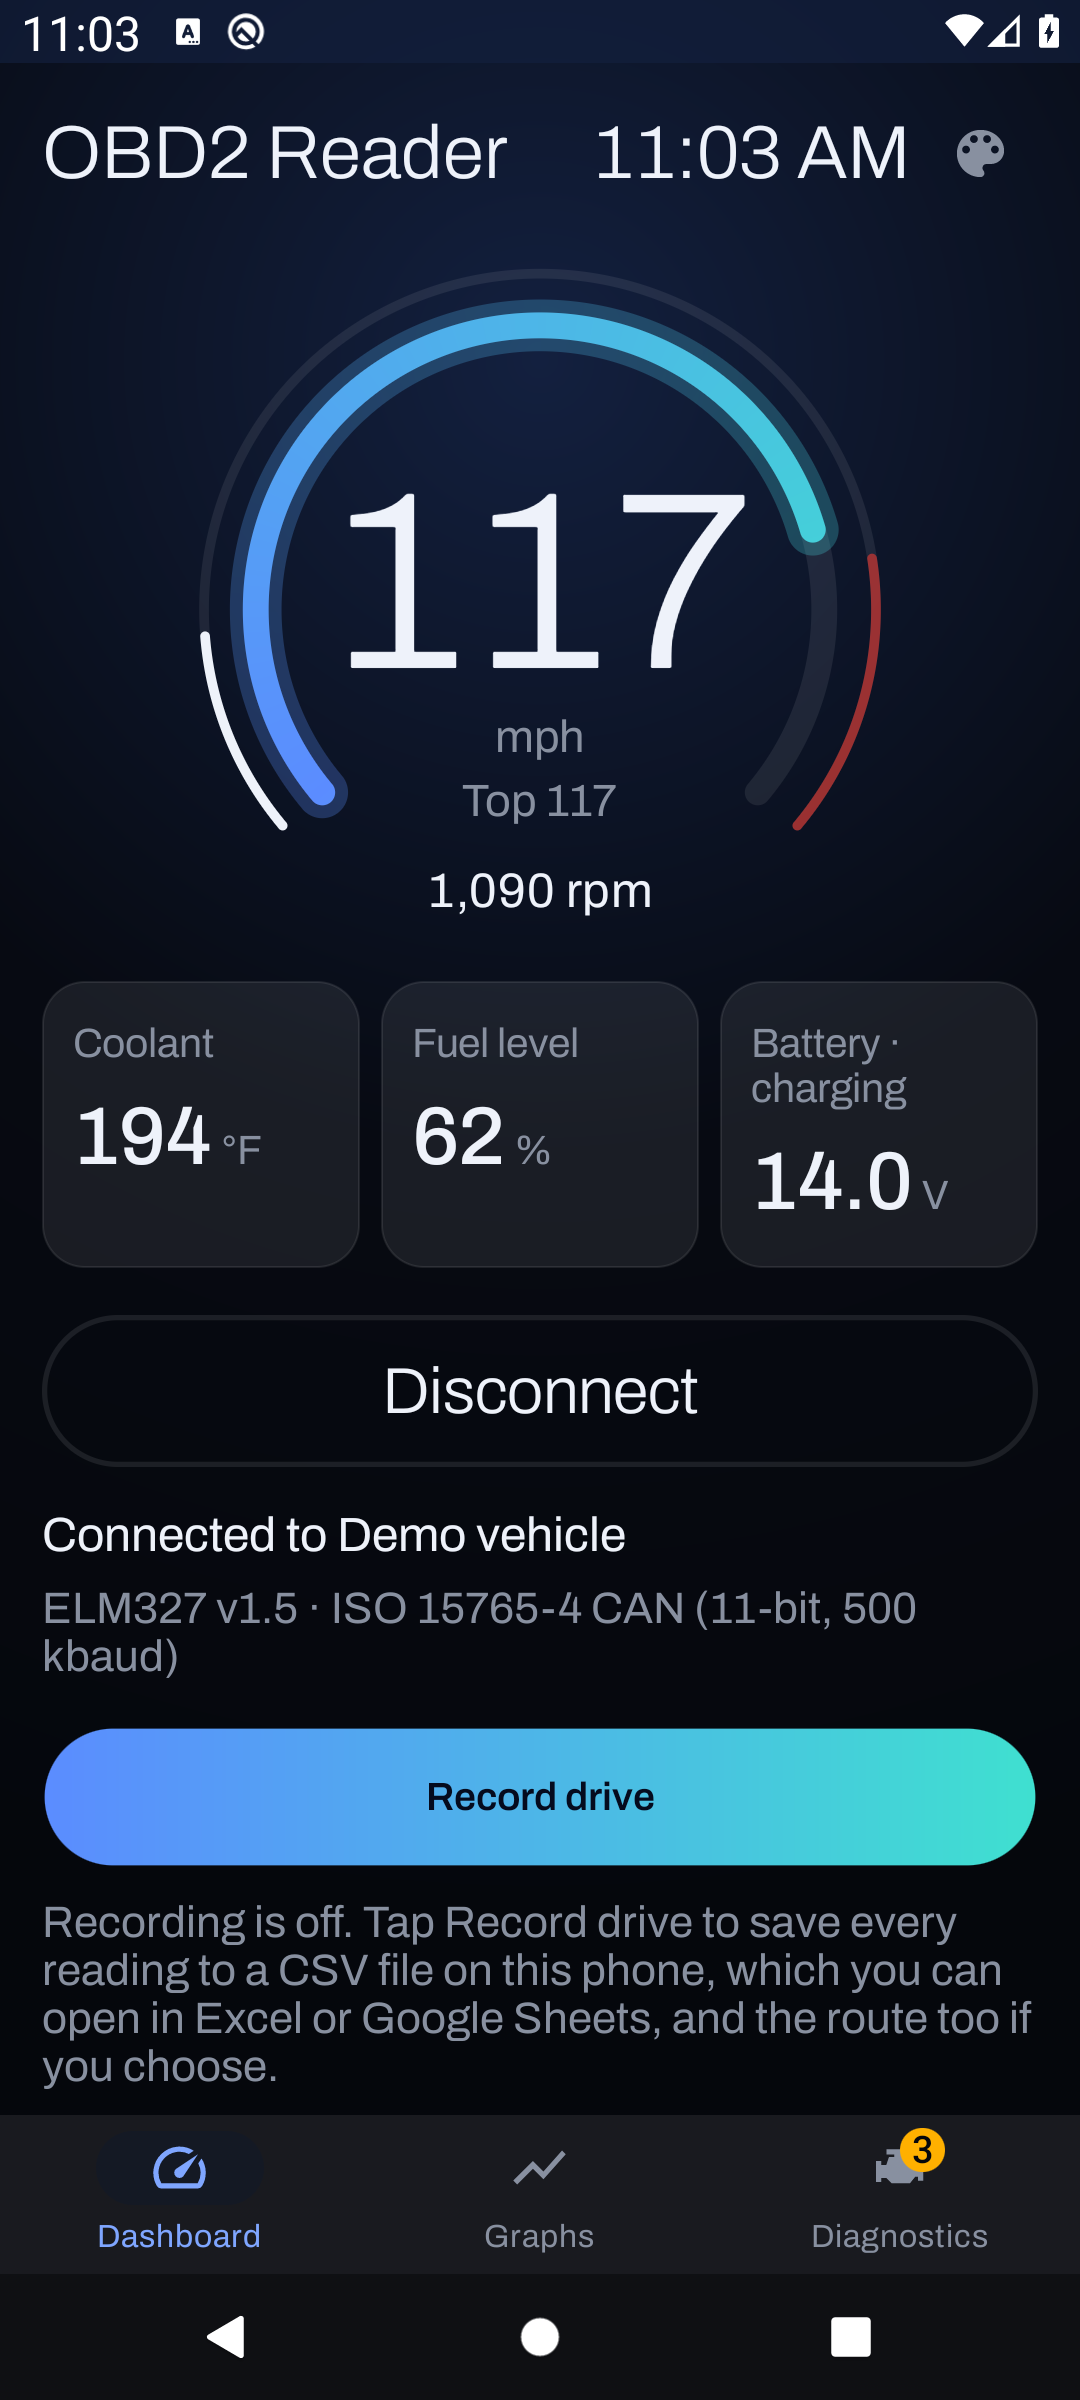 11:03
OBD2 Reader 11:03 AM
117
mph
Top 117
1,090 rpm
Coolant
194 °F
Fuel level
62 %
Battery ·
charging
14.0 V
Disconnect
Connected to Demo vehicle
ELM327 v1.5 · ISO 15765-4 CAN (11-bit, 500
kbaud)
Record drive
Recording is off. Tap Record drive to save every
reading to a CSV file on this phone, which you can
open in Excel or Google Sheets, and the route too if
you choose.
3
Dashboard Graphs Diagnostics